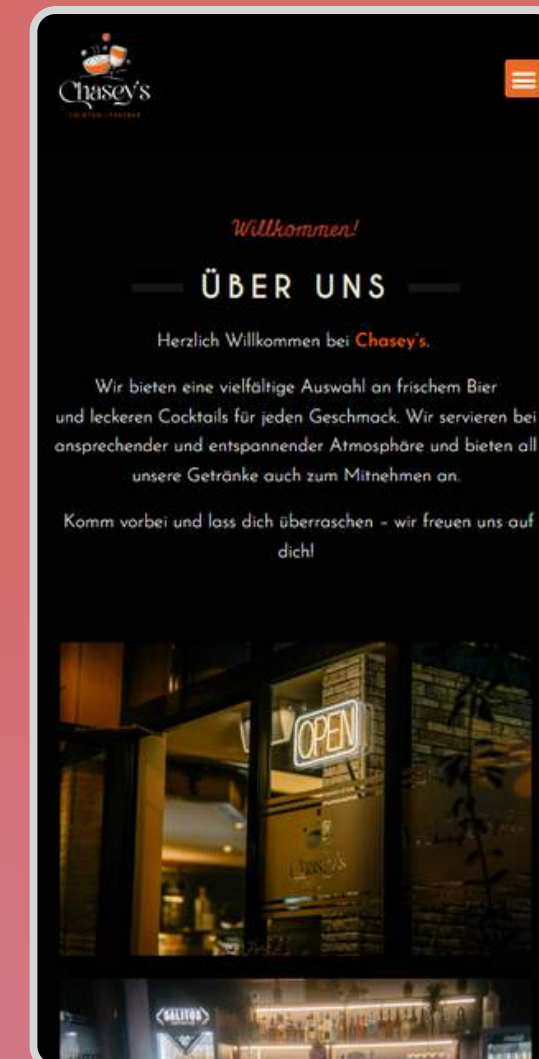 Chasey's
Willkommen!
ÜBER UNS
Herzlich Willkommen bei Chasey's.
Wir bieten eine vielfältige Auswahl an frischem Bier
und leckeren Cocktails für jeden Geschmack. Wir servieren bei
ansprechender und entspannender Atmosphäre und bieten all
unsere Getränke auch zum Mitnehmen an.
Komm vorbei und lass dich überraschen – wir freuen uns auf
dich!
OPEN
Chasey's
SALITOS